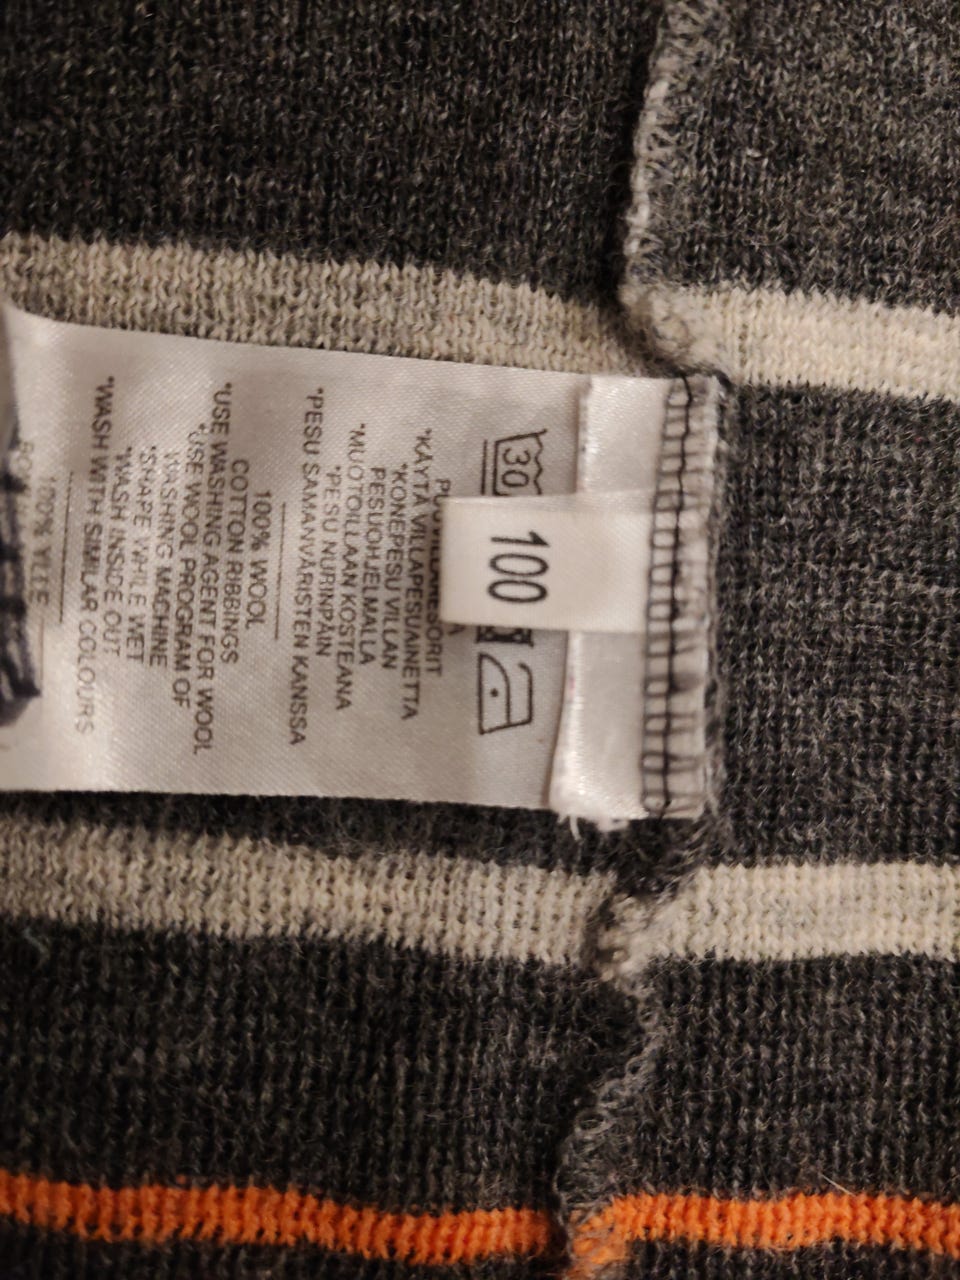 30
100
*KÄYTÄ VILLAPESUAINETTA
*KONEPESU VILLAN
PESUOHJELMALLA
*MUOTOILLAAN KOSTEANA
*PESU NURINPÄIN
*PESU SAMANVÄRISTEN KANSSA
100% WOOL
COTTON RIBBINGS
*USE WASHING AGENT FOR WOOL
*USE WOOL PROGRAM OF
WASHING MACHINE
*SHAPE WHILE WET
*WASH INSIDE OUT
*WASH WITH SIMILAR COLOURS
100%